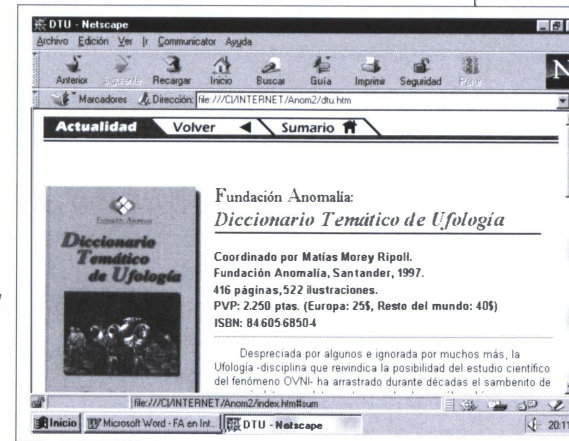 DTU - Netscape
Archivo Edición Ver Ir Communicator Ayuda
Anterior Siguiente Recargar Inicio Buscar Guía Imprimir Seguridad Parar
N
Marcadores Dirección: file:///C|/INTERNET/Anom2/dtu.htm
Actualidad Volver Sumario
Fundación Anomalía:
Diccionario Temático de Ufología
Fundación Anomalía
Diccionario
Temático
de Ufología
Coordinado por Matías Morey Ripoll.
Fundación Anomalía, Santander, 1997.
416 páginas, 522 ilustraciones.
PVP: 2.250 ptas. (Europa: 25$, Resto del mundo: 40$)
ISBN: 84-605-6850-4
Despreciada por algunos e ignorada por muchos más, la
Ufología -disciplina que reivindica la posibilidad del estudio científico
del fenómeno OVNI- ha arrastrado durante décadas el sambenito de
file:///C|/INTERNET/Anom2/index.htm#sum
Inicio Microsoft Word - FA en Int... DTU - Netscape 20:11